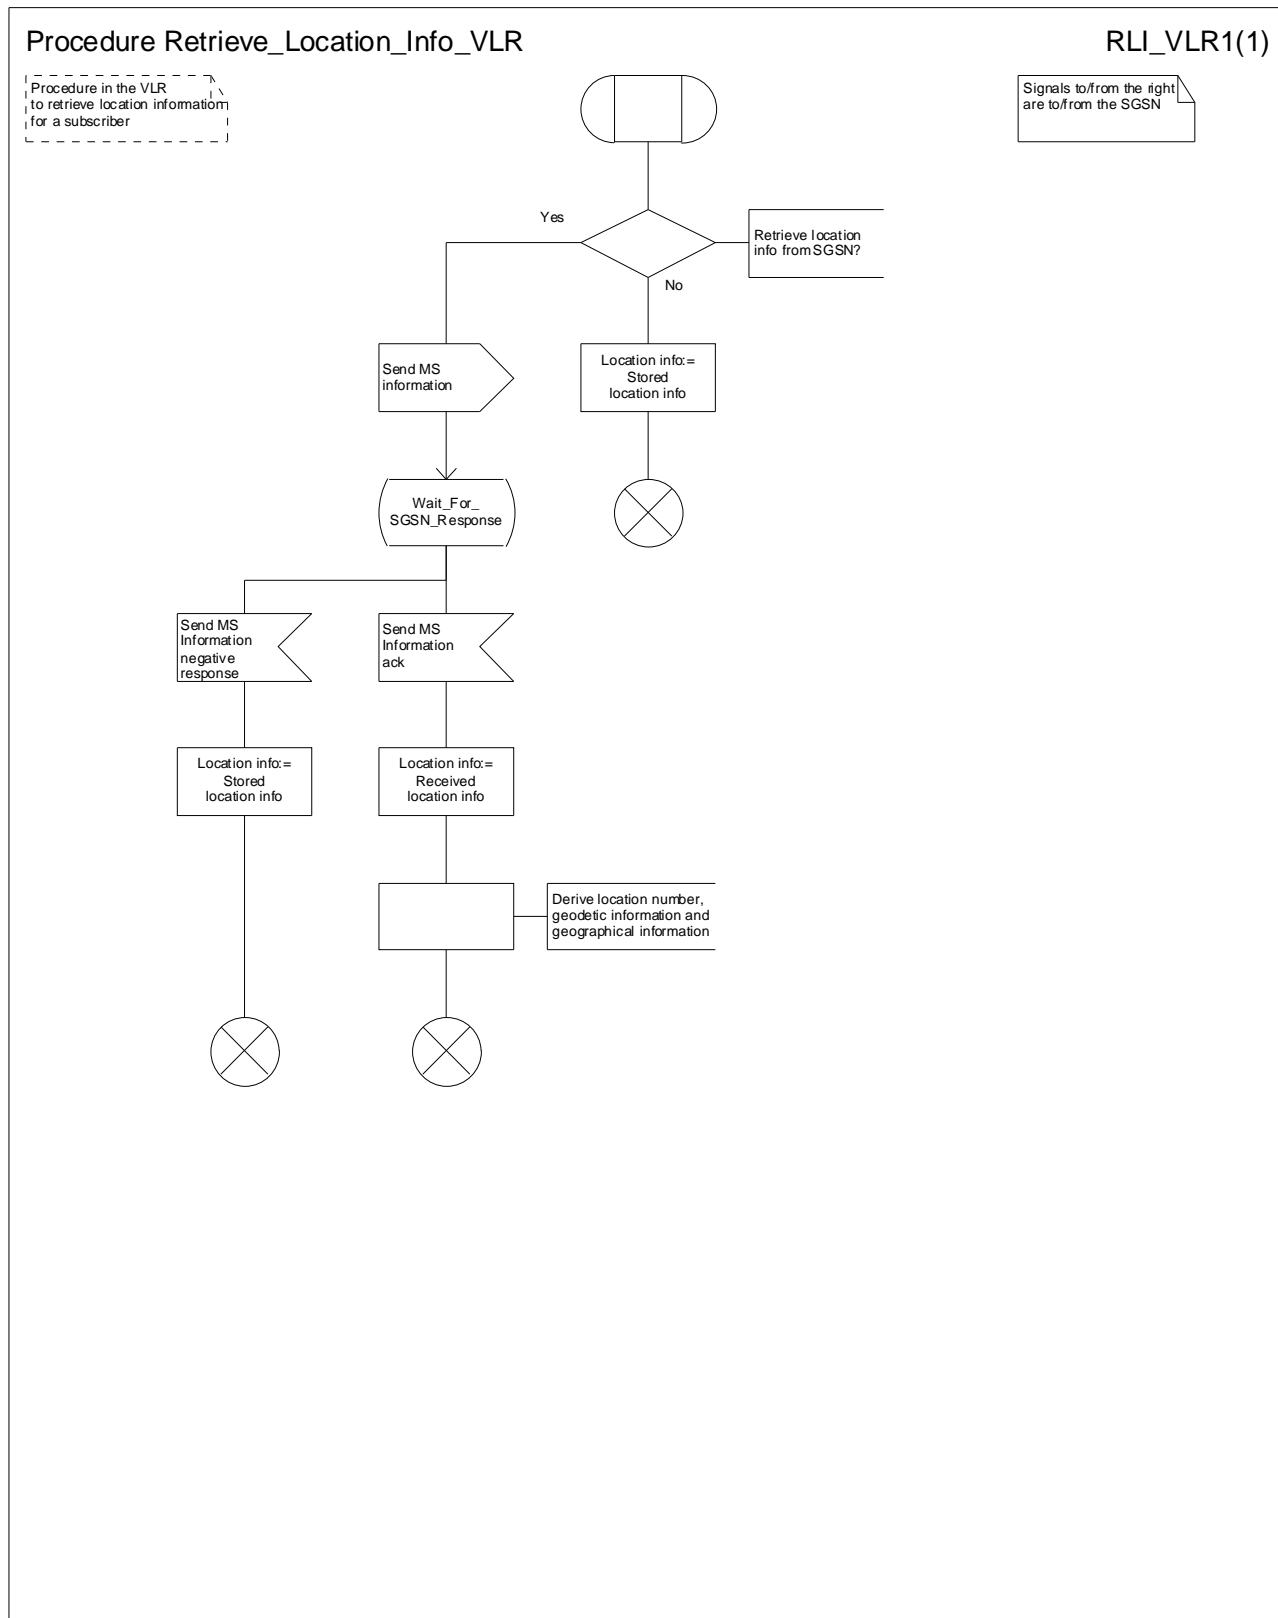 Procedure Retrieve_Location_Info_VLR
RLI_VLR1(1)
Procedure in the VLR
to retrieve location information
for a subscriber
Signals to/from the right
are to/from the SGSN
Yes
Retrieve location
info from SGSN?
No
Send MS
information
Location info:=
Stored
location info
Wait_For_
SGSN_Response
Send MS
Information
negative
response
Send MS
Information
ack
Location info:=
Stored
location info
Location info:=
Received
location info
Derive location number,
geodetic information and
geographical information